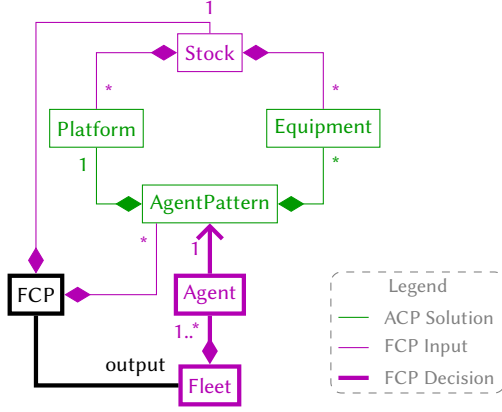 1
Stock
*
*
Platform
Equipment
1
*
AgentPattern
*
1
FCP
Agent
1..*
output
Fleet
Legend
ACP Solution
FCP Input
FCP Decision